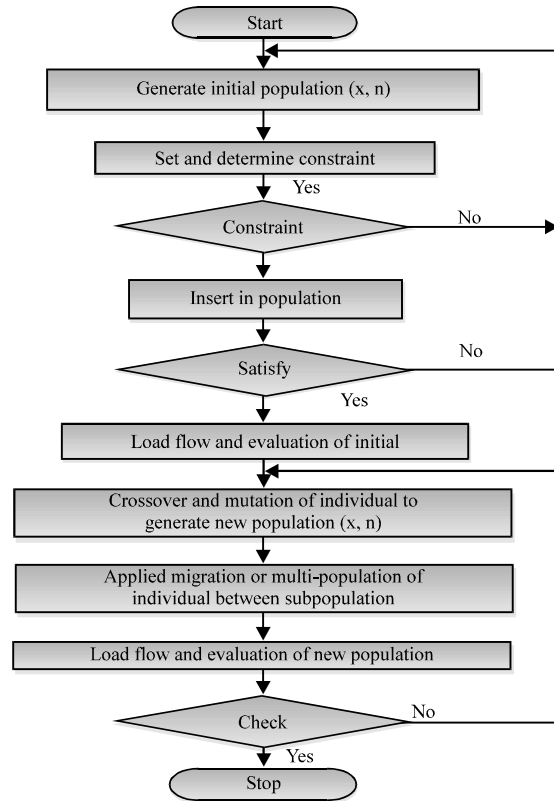 Start
Generate initial population (x, n)
Set and determine constraint
Yes
Constraint
No
Insert in population
Satisfy
No
Yes
Load flow and evaluation of initial
Crossover and mutation of individual to
generate new population (x, n)
Applied migration or multi-population of
individual between subpopulation
Load flow and evaluation of new population
Check
No
Yes
Stop